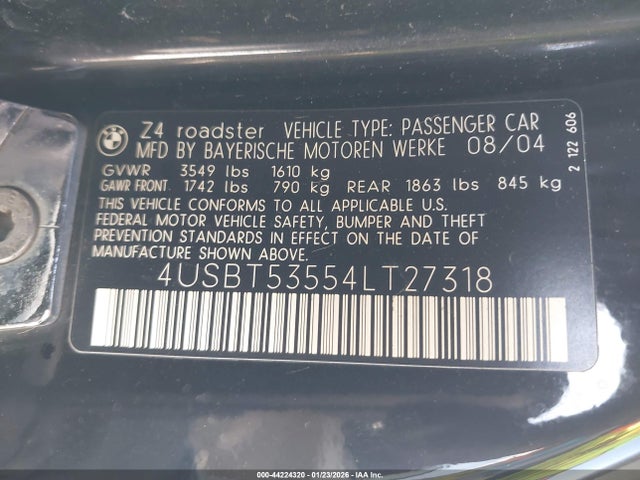 BMW
Z4 roadster VEHICLE TYPE: PASSENGER CAR
MFD BY BAYERISCHE MOTOREN WERKE 08/04
GVWR 3549 lbs 1610 kg
GAWR FRONT 1742 lbs 790 kg REAR 1863 lbs 845 kg
THIS VEHICLE CONFORMS TO ALL APPLICABLE U.S.
FEDERAL MOTOR VEHICLE SAFETY, BUMPER AND THEFT
PREVENTION STANDARDS IN EFFECT ON THE DATE OF
MANUFACTURE SHOWN ABOVE.
4USBT53554LT27318
2 122 606
000-44224320 - 01/23/2026 - IAA Inc.